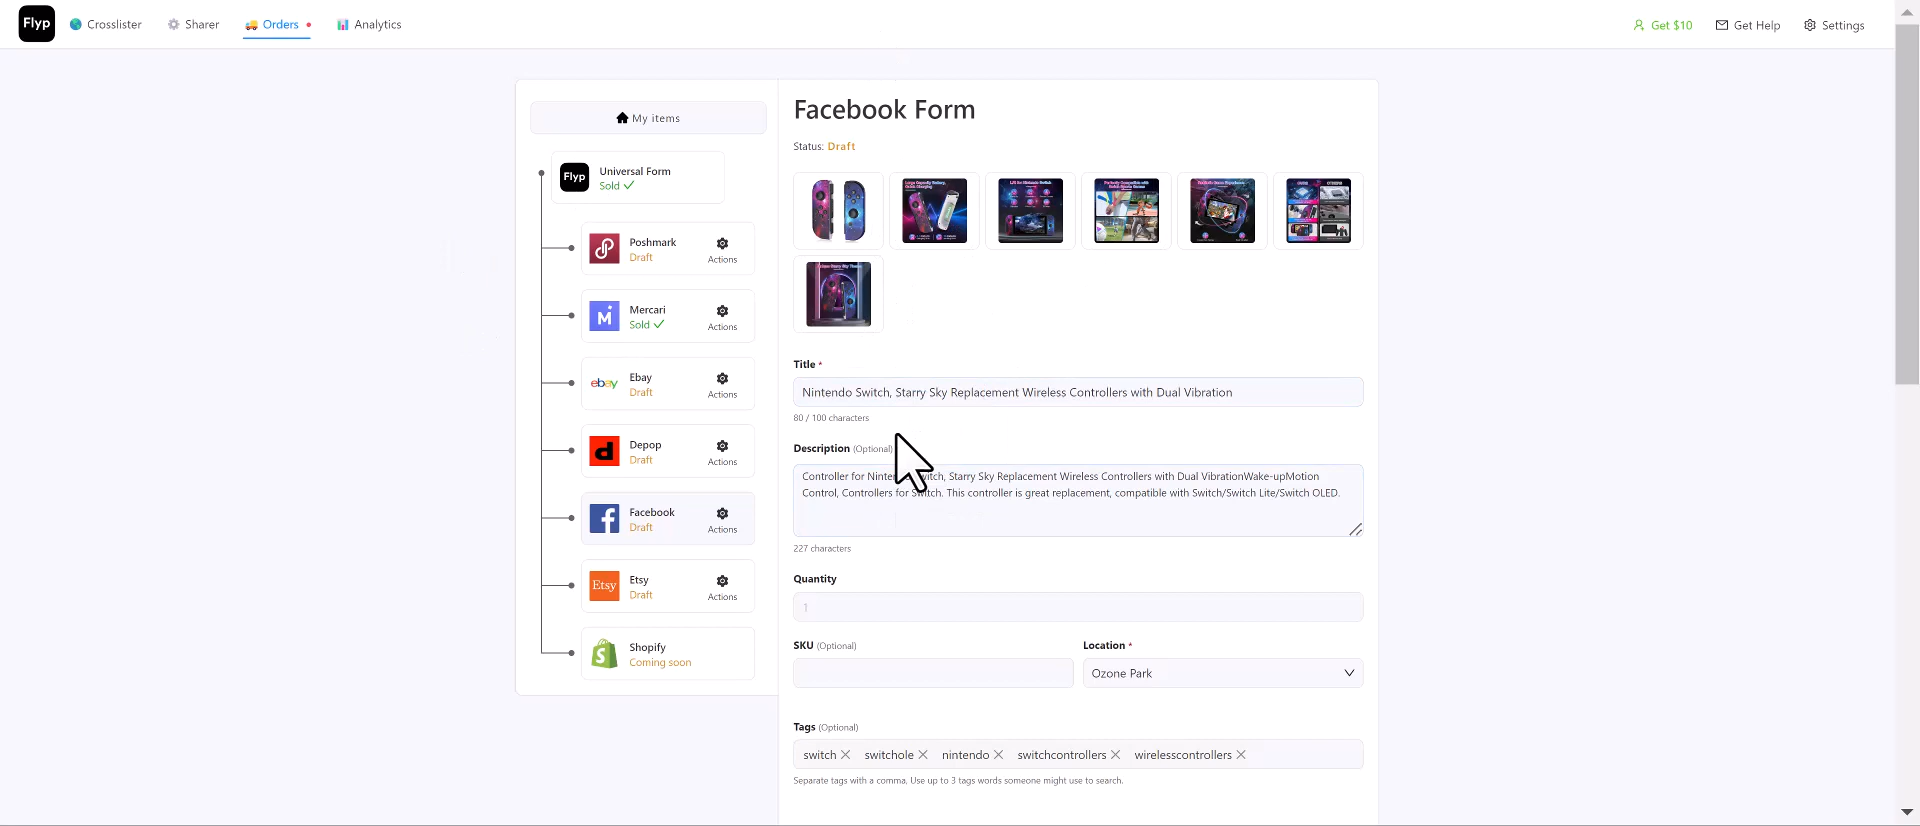 Flyp
Crosslister
Sharer
Orders
Analytics
Get $10
Get Help
Settings
My items
Flyp
Universal Form
Sold
Poshmark
Draft
Actions
Mercari
Sold
Actions
ebay
Ebay
Draft
Actions
d
Depop
Draft
Actions
Facebook
Draft
Actions
Etsy
Etsy
Draft
Actions
Shopify
Coming soon
Facebook Form
Status: Draft
Title *
Nintendo Switch, Starry Sky Replacement Wireless Controllers with Dual Vibration
80 / 100 characters
Description (Optional)
Controller for Ninten witch, Starry Sky Replacement Wireless Controllers with Dual VibrationWake-upMotion
Control, Controllers for Switch. This controller is great replacement, compatible with Switch/Switch Lite/Switch OLED.
227 characters
Quantity
1
SKU (Optional)
Location *
Ozone Park
Tags (Optional)
switch
switchole
nintendo
switchcontrollers
wirelesscontrollers
Separate tags with a comma, Use up to 3 tags words someone might use to search.